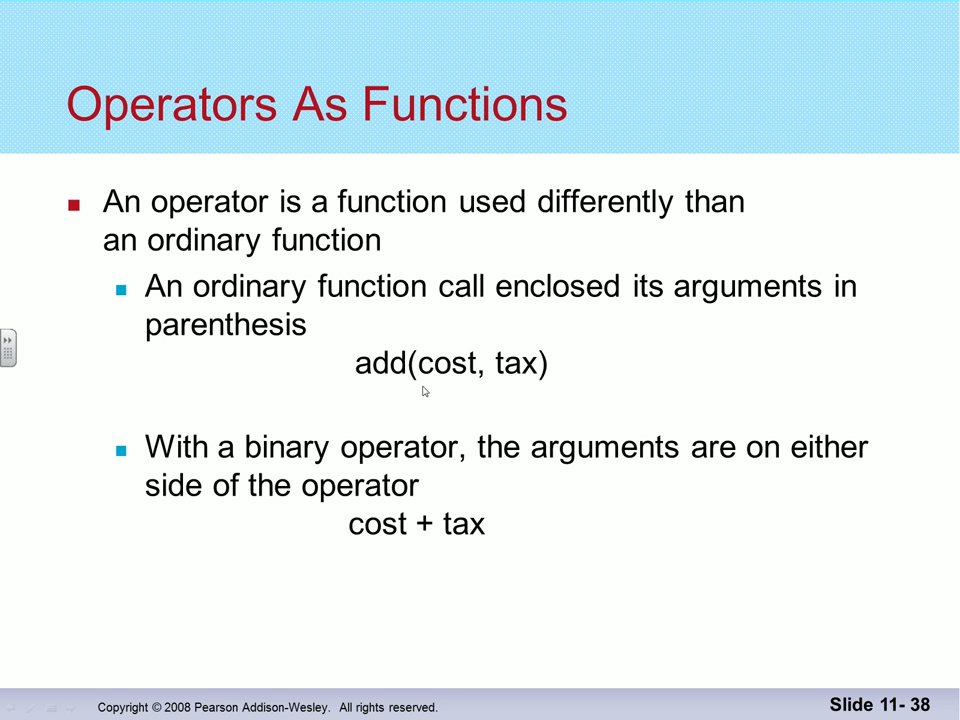 Operators As Functions
An operator is a function used differently than
an ordinary function
An ordinary function call enclosed its arguments in
parenthesis
add(cost, tax)
With a binary operator, the arguments are on either
side of the operator
cost + tax
Copyright © 2008 Pearson Addison-Wesley. All rights reserved.
Slide 11- 38